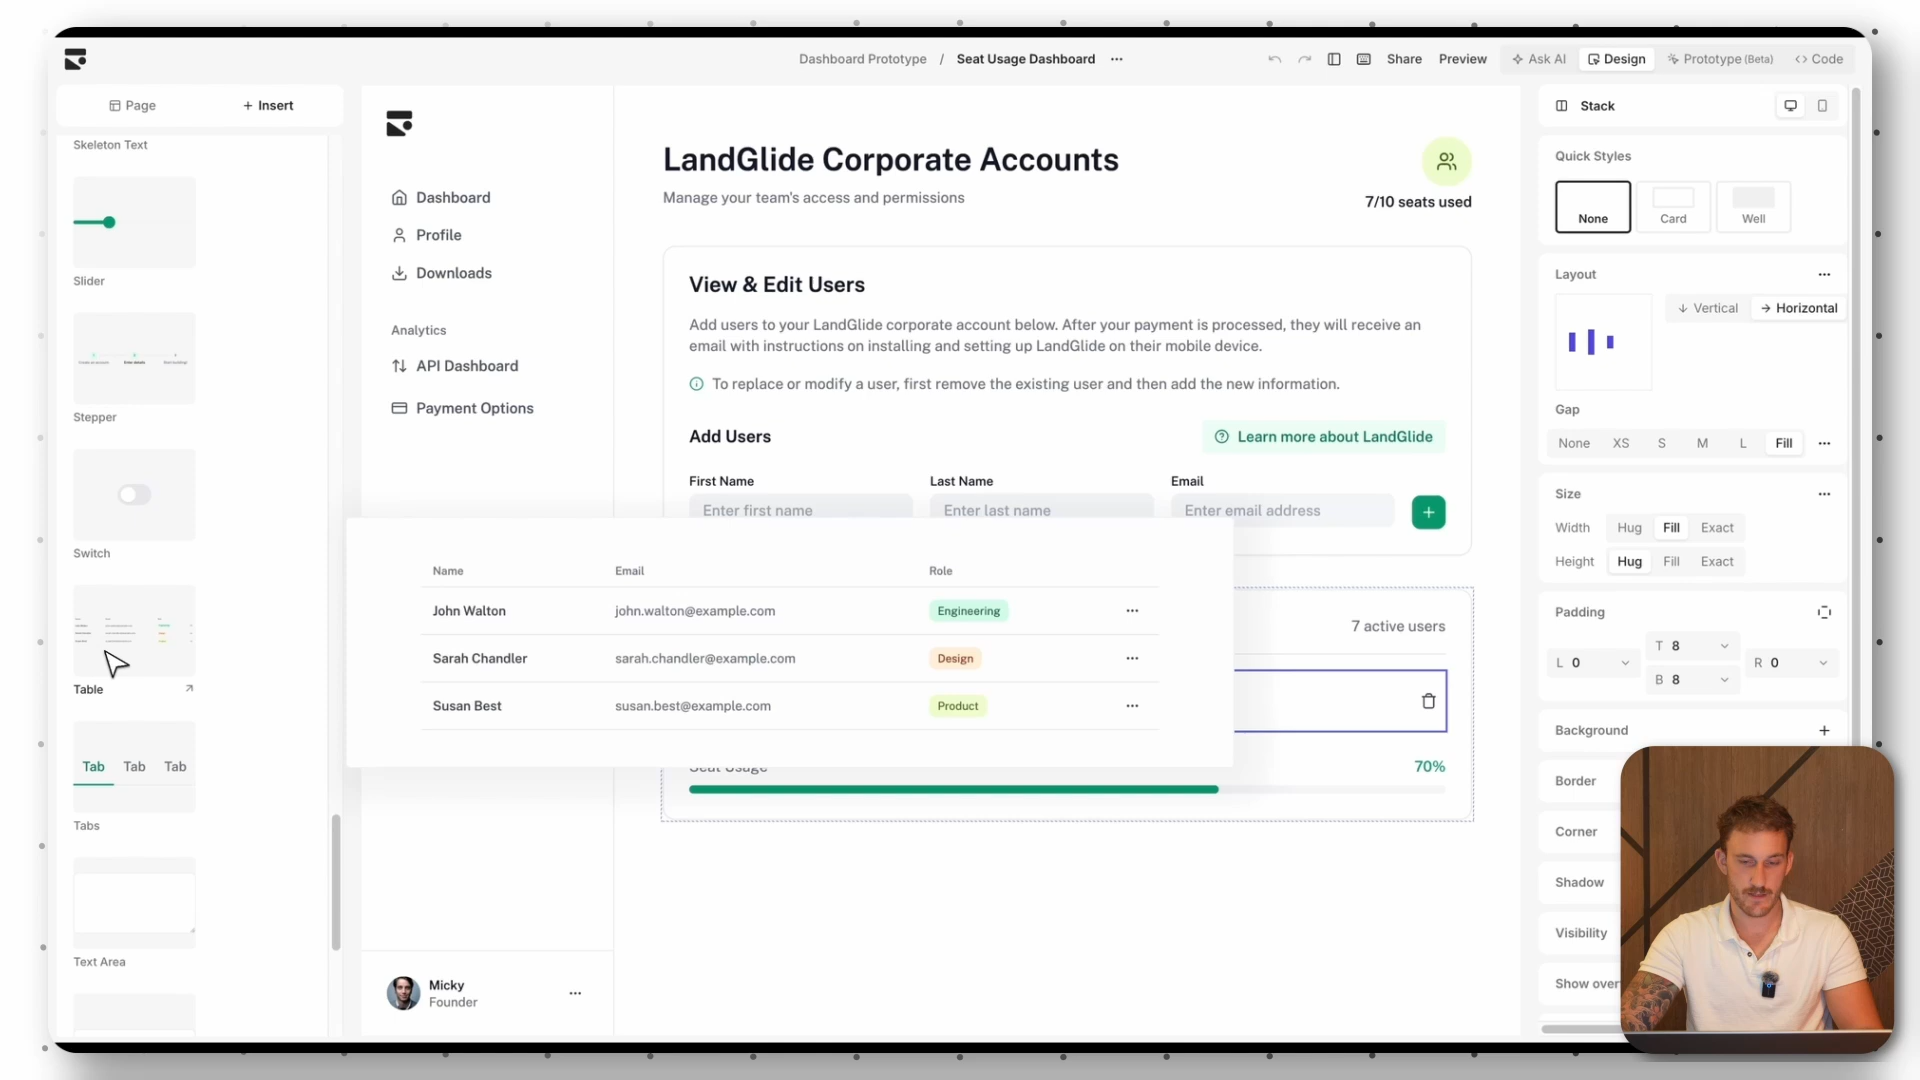 Dashboard Prototype / Seat Usage Dashboard ···
Share Preview Ask AI Design Prototype (Beta) Code
Page + Insert
Skeleton Text
Slider
Stepper
Switch
Table
Tab Tab Tab
Tabs
Text Area
Dashboard
Profile
Downloads
Analytics
API Dashboard
Payment Options
Micky
Founder
LandGlide Corporate Accounts
Manage your team's access and permissions
7/10 seats used
View & Edit Users
Add users to your LandGlide corporate account below. After your payment is processed, they will receive an
email with instructions on installing and setting up LandGlide on their mobile device.
To replace or modify a user, first remove the existing user and then add the new information.
Add Users
Learn more about LandGlide
First Name Last Name Email
Enter first name Enter last name Enter email address
Name Email Role
John Walton john.walton@example.com Engineering
Sarah Chandler sarah.chandler@example.com Design
Susan Best susan.best@example.com Product
7 active users
Seat Usage 70%
Stack
Quick Styles
None Card Well
Layout
Vertical Horizontal
Gap
None XS S M L Fill
Size
Width Hug Fill Exact
Height Hug Fill Exact
Padding
T 8
L 0 R 0
B 8
Background
Border
Corner
Shadow
Visibility
Show over